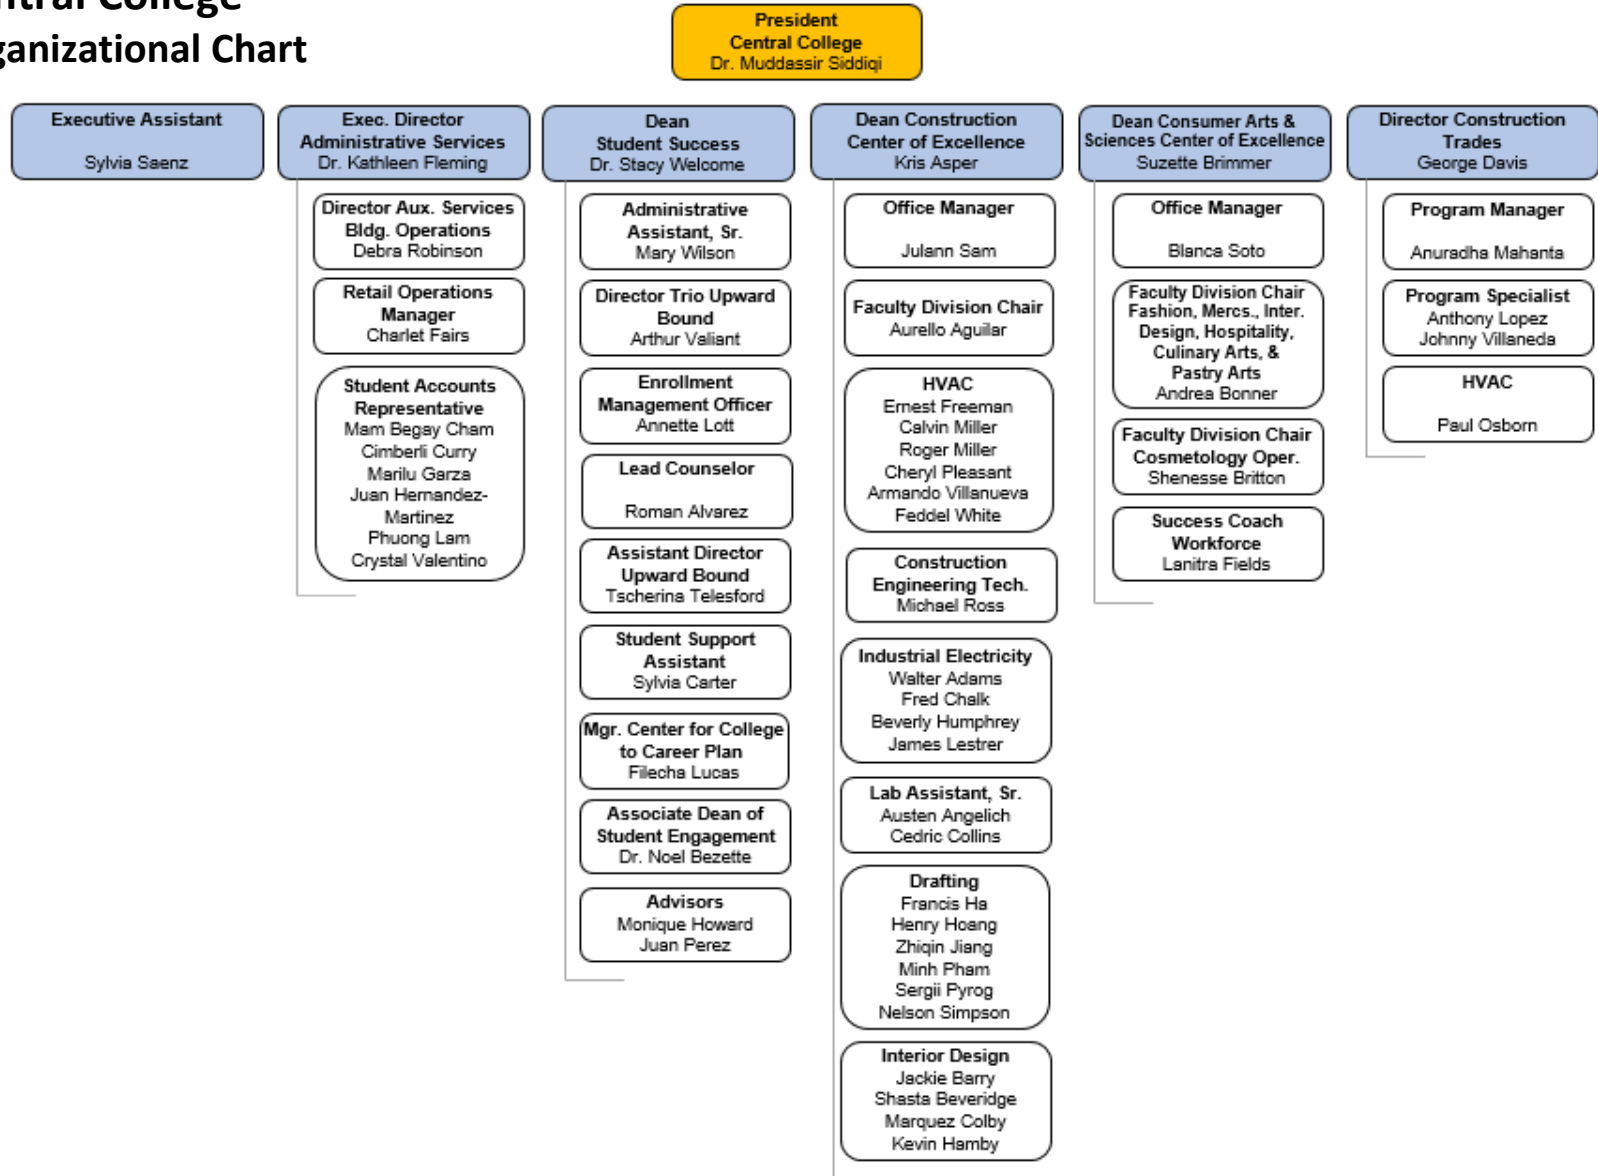 ntral College
ganizational Chart
President
Central College
Dr. Muddassir Siddiqi
Executive Assistant
Sylvia Saenz
Exec. Director
Administrative Services
Dr. Kathleen Fleming
Director Aux. Services
Bldg. Operations
Debra Robinson
Retail Operations
Manager
Charlet Fairs
Student Accounts
Representative
Mam Begay Cham
Cimberli Curry
Marilu Garza
Juan Hernandez-
Martinez
Phuong Lam
Crystal Valentino
Dean
Student Success
Dr. Stacy Welcome
Administrative
Assistant, Sr.
Mary Wilson
Director Trio Upward
Bound
Arthur Valiant
Enrollment
Management Officer
Annette Lott
Lead Counselor
Roman Alvarez
Assistant Director
Upward Bound
Tscherina Telesford
Student Support
Assistant
Sylvia Carter
Mgr. Center for College
to Career Plan
Filecha Lucas
Associate Dean of
Student Engagement
Dr. Noel Bezette
Advisors
Monique Howard
Juan Perez
Dean Construction
Center of Excellence
Kris Asper
Office Manager
Julann Sam
Faculty Division Chair
Aurello Aguilar
HVAC
Ernest Freeman
Calvin Miller
Roger Miller
Cheryl Pleasant
Armando Villanueva
Feddel White
Construction
Engineering Tech.
Michael Ross
Industrial Electricity
Walter Adams
Fred Chalk
Beverly Humphrey
James Lestrer
Lab Assistant, Sr.
Austen Angelich
Cedric Collins
Drafting
Francis Ha
Henry Hoang
Zhiqin Jiang
Minh Pham
Sergii Pyrog
Nelson Simpson
Interior Design
Jackie Barry
Shasta Beveridge
Marquez Colby
Kevin Hamby
Dean Consumer Arts &
Sciences Center of Excellence
Suzette Brimmer
Office Manager
Blanca Soto
Faculty Division Chair
Fashion, Mercs., Inter.
Design, Hospitality,
Culinary Arts, &
Pastry Arts
Andrea Bonner
Faculty Division Chair
Cosmetology Oper.
Shenesse Britton
Success Coach
Workforce
Lanitra Fields
Director Construction
Trades
George Davis
Program Manager
Anuradha Mahanta
Program Specialist
Anthony Lopez
Johnny Villaneda
HVAC
Paul Osborn